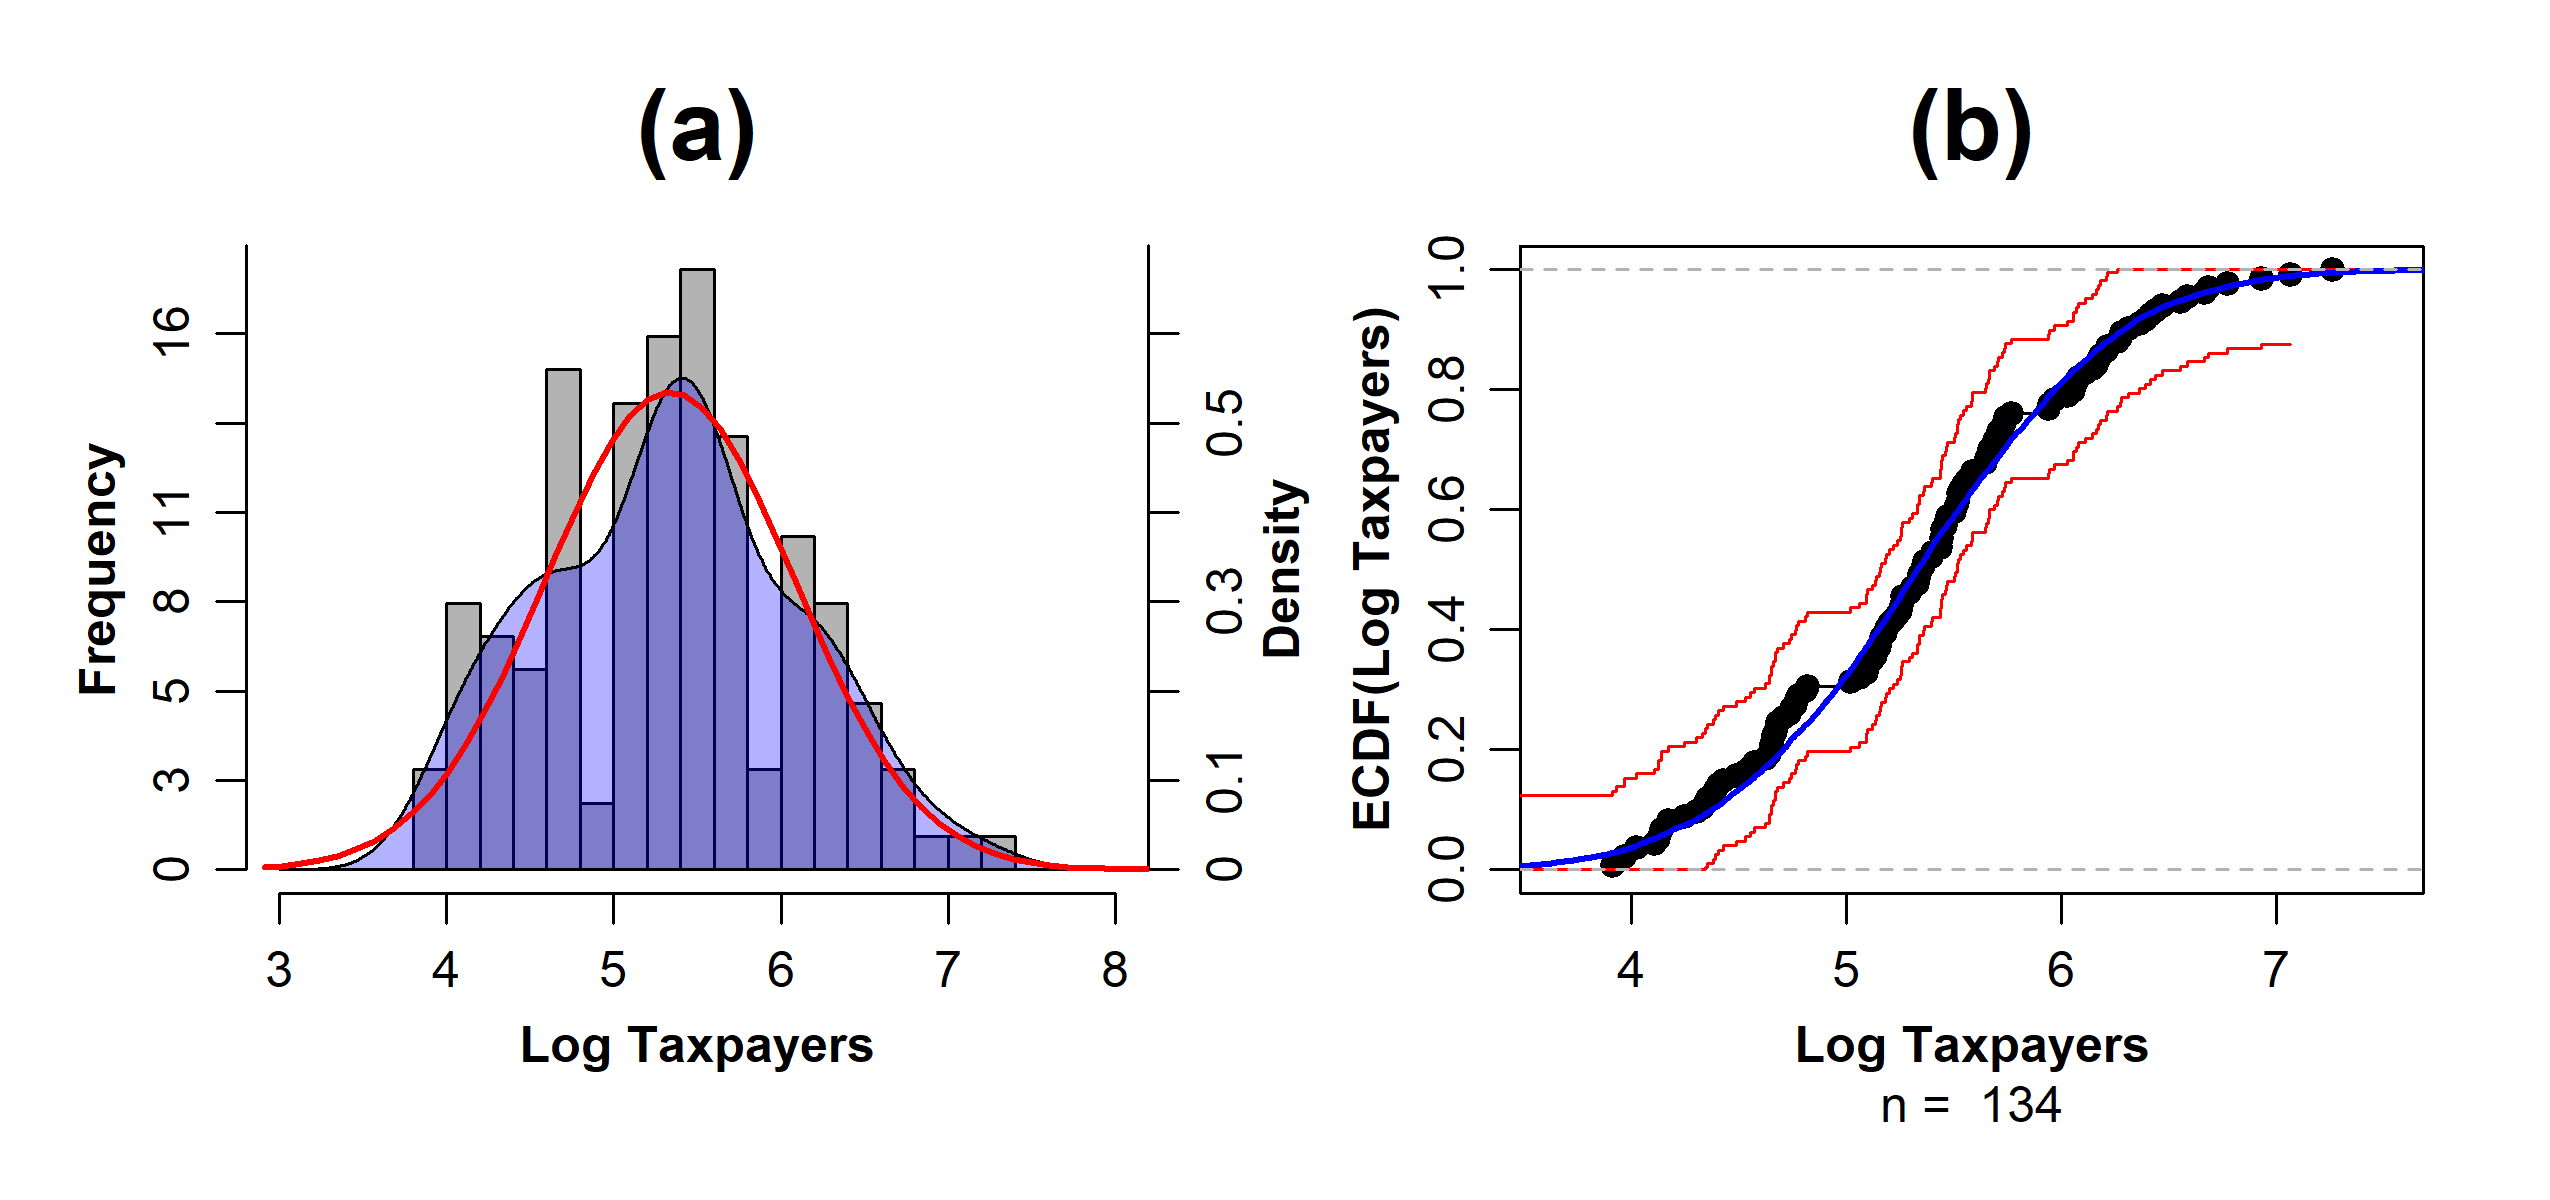 (a)
Frequency
0 3 5 8 11 16
Density
0 0.1 0.3 0.5
3 4 5 6 7 8
Log Taxpayers
(b)
ECDF(Log Taxpayers)
0.0 0.2 0.4 0.6 0.8 1.0
4 5 6 7
Log Taxpayers
n = 134